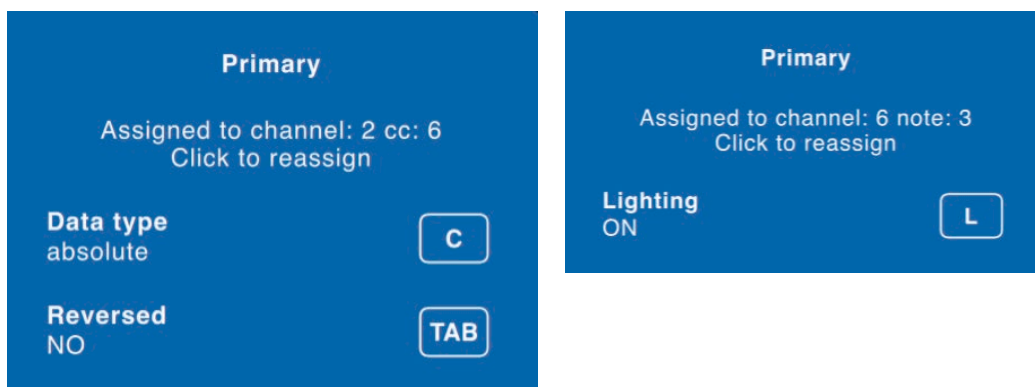 Primary
Assigned to channel: 2 cc: 6
Click to reassign
Data type
absolute
C
Reversed
NO
TAB
Primary
Assigned to channel: 6 note: 3
Click to reassign
Lighting
ON
L